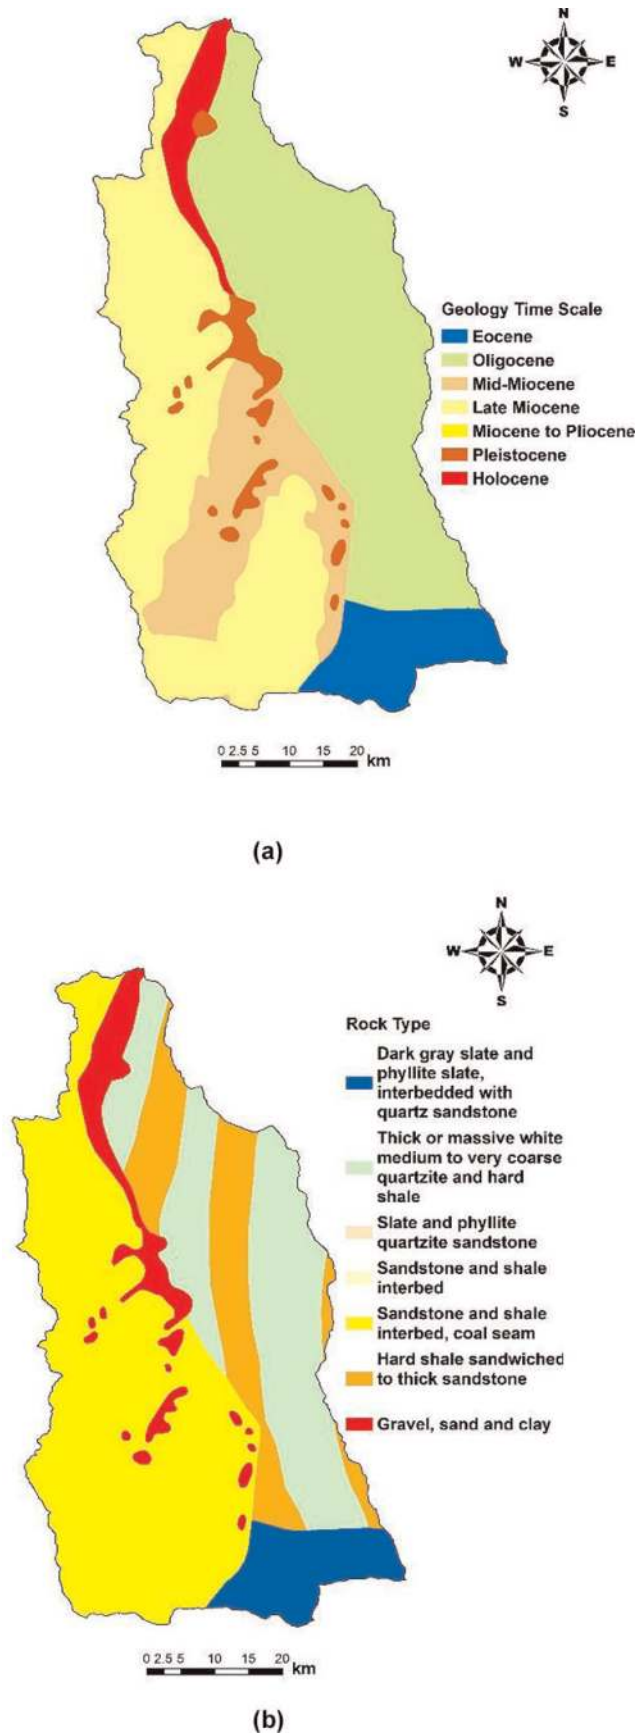 N
W E
S
Geology Time Scale
Eocene
Oligocene
Mid-Miocene
Late Miocene
Miocene to Pliocene
Pleistocene
Holocene
0 2.5 5 10 15 20
km
(a)
N
W E
S
Rock Type
Dark gray slate and
phyllite slate,
interbedded with
quartz sandstone
Thick or massive white
medium to very coarse
quartzite and hard
shale
Slate and phyllite
quartzite sandstone
Sandstone and shale
interbed
Sandstone and shale
interbed, coal seam
Hard shale sandwiched
to thick sandstone
Gravel, sand and clay
0 2.5 5 10 15 20
km
(b)